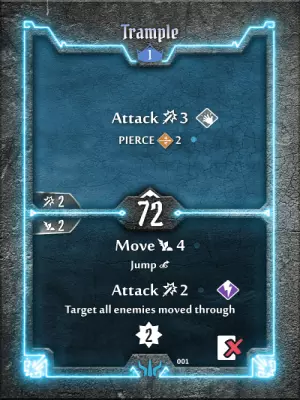 Trample
1
Attack 3
PIERCE 2
2
72
2
Move 4
Jump
Attack 2
Target all enemies moved through
2
001